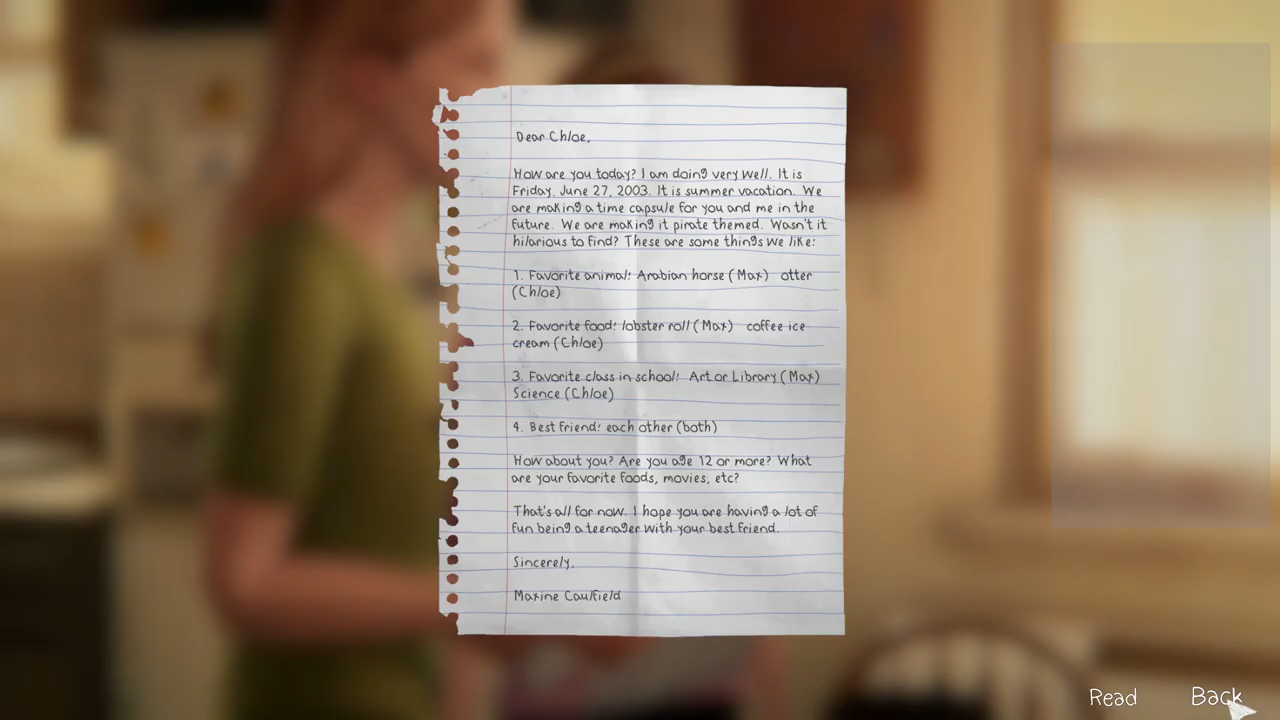 Dear Chloe,
How are you today? I am doing very well. It is
Friday, June 27, 2003. It is summer vacation. We
are making a time capsule for you and me in the
future. We are making it pirate themed. Wasn't it
hilarious to find? These are some things we like:
1. Favorite animal: Arabian horse (Max) otter
(Chloe)
2. Favorite food: lobster roll (Max) coffee ice
cream (Chloe)
3. Favorite class in school: Art or Library (Max)
Science (Chloe)
4. Best friend: each other (both)
How about you? Are you age 12 or more? What
are your favorite foods, movies, etc?
That's all for now. I hope you are having a lot of
fun being a teenager with your best friend.
Sincerely,
Maxine Caulfield
Read Back